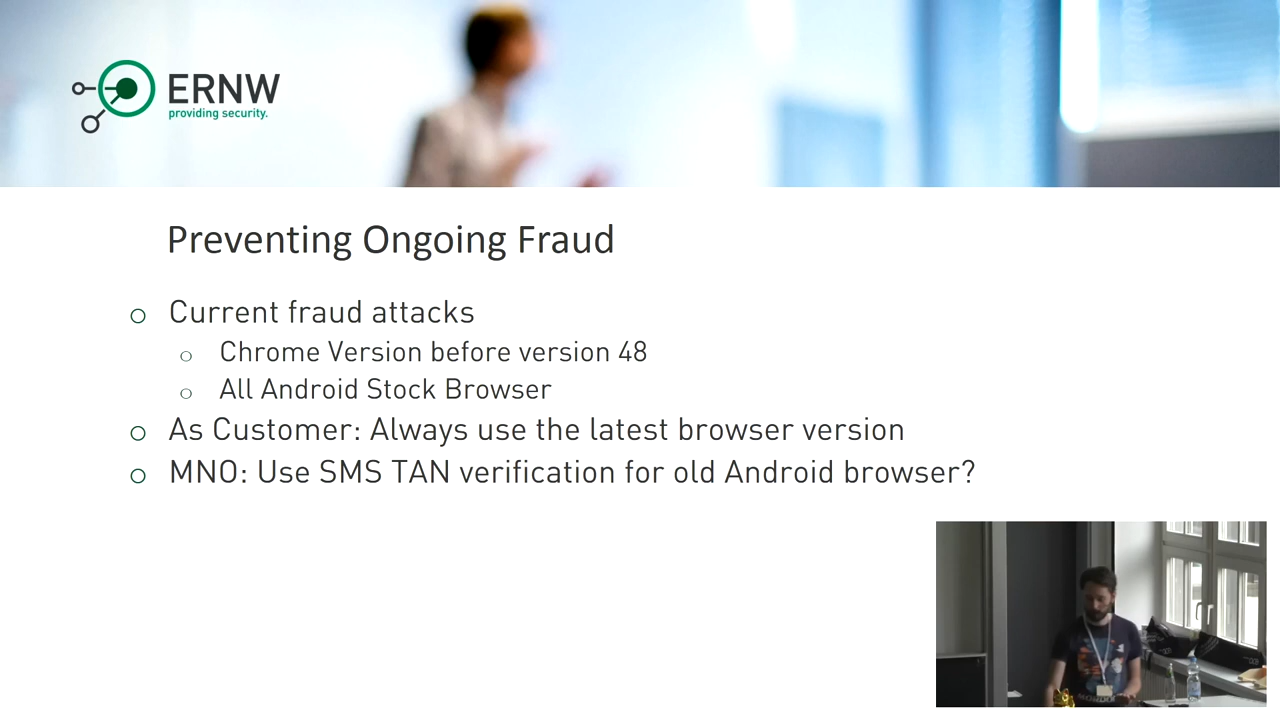 ERNW
providing security.
Preventing Ongoing Fraud
Current fraud attacks
Chrome Version before version 48
All Android Stock Browser
As Customer: Always use the latest browser version
MNO: Use SMS TAN verification for old Android browser?